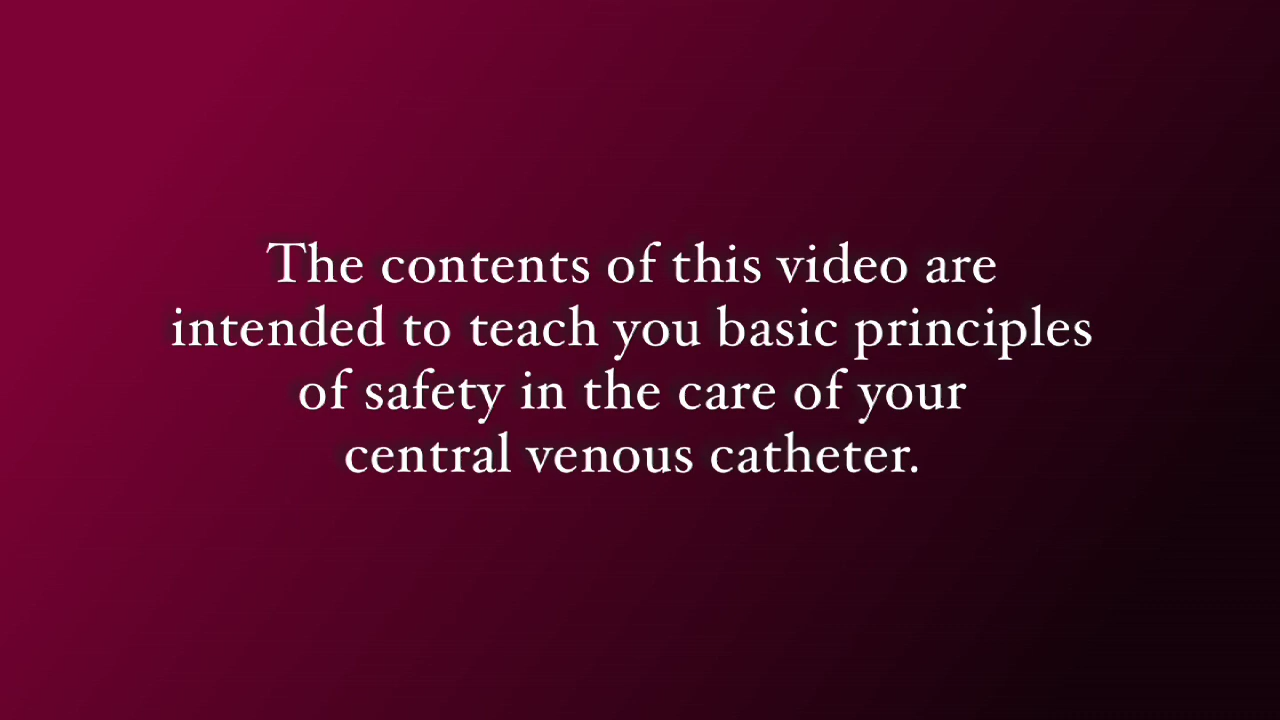 The contents of this video are
intended to teach you basic principles
of safety in the care of your
central venous catheter.